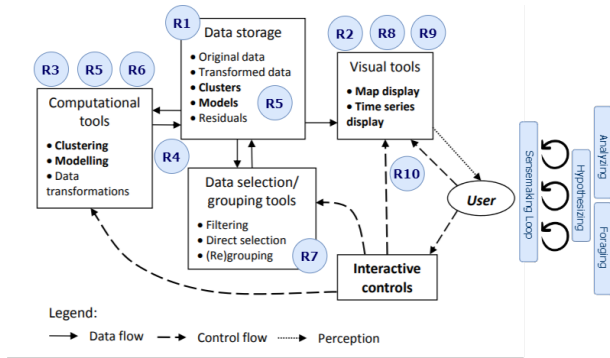 R1
Data storage
• Original data
• Transformed data
• Clusters
• Models
• Residuals
R5
R2 R8 R9
Visual tools
• Map display
• Time series
display
R3 R5 R6
Computational
tools
• Clustering
• Modelling
• Data
transformations
R4
Data selection/
grouping tools
• Filtering
• Direct selection
• (Re)grouping
R7
R10
User
Interactive
controls
Sensemaking Loop
Hypothesizing
Analyzing
Foraging
Legend:
Data flow
Control flow
Perception